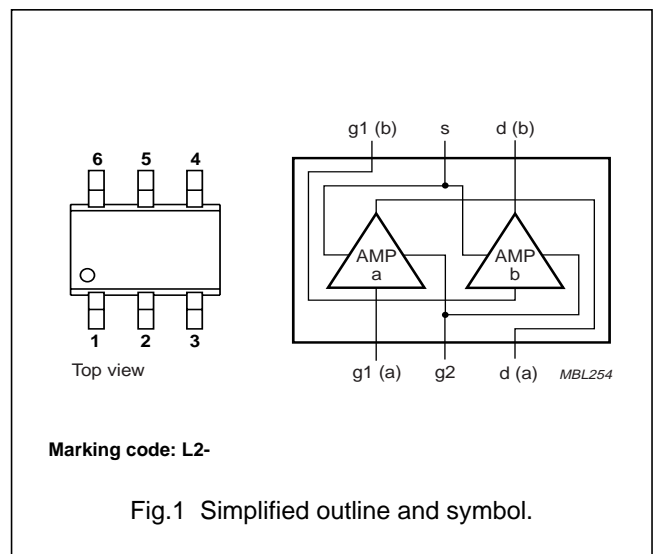 g1 (b) s d (b)
6 5 4
AMP a
AMP b
1 2 3
Top view
g1 (a) g2 d (a) MBL254
Marking code: L2-
Fig.1 Simplified outline and symbol.